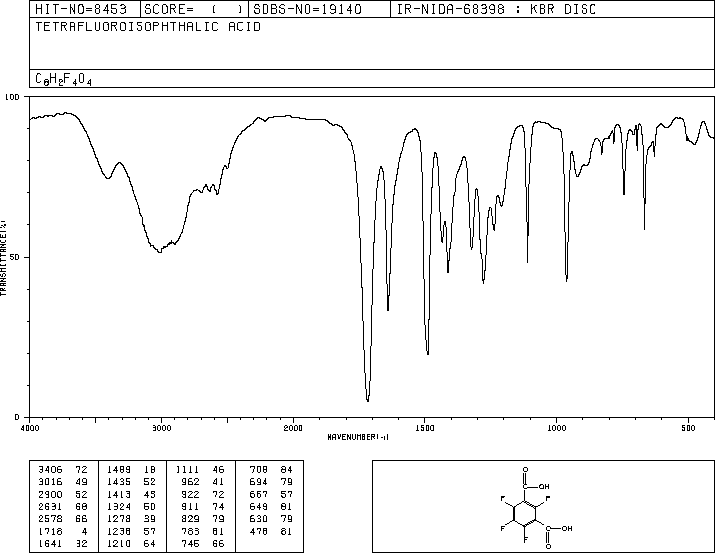 HIT-NO=8453 SCORE= ( ) SDBS-NO=19140 IR-NIDA-68398 : KBR DISC
TETRAFLUOROISOPHTHALIC ACID
C8H2F4O4
100
50
0
TRANSMITTANCE(%)
4000 3000 2000 1500 1000 500
WAVENUMBER(-1)
3406 72 1489 18 1111 46 708 84
3016 49 1435 52 962 41 694 79
2900 52 1413 45 922 72 667 57
2631 68 1324 50 911 74 649 81
2578 66 1278 39 829 79 630 79
1718 4 1238 57 783 81 478 81
1641 32 1210 64 745 66
O
C OH
F F
F C OH
F O